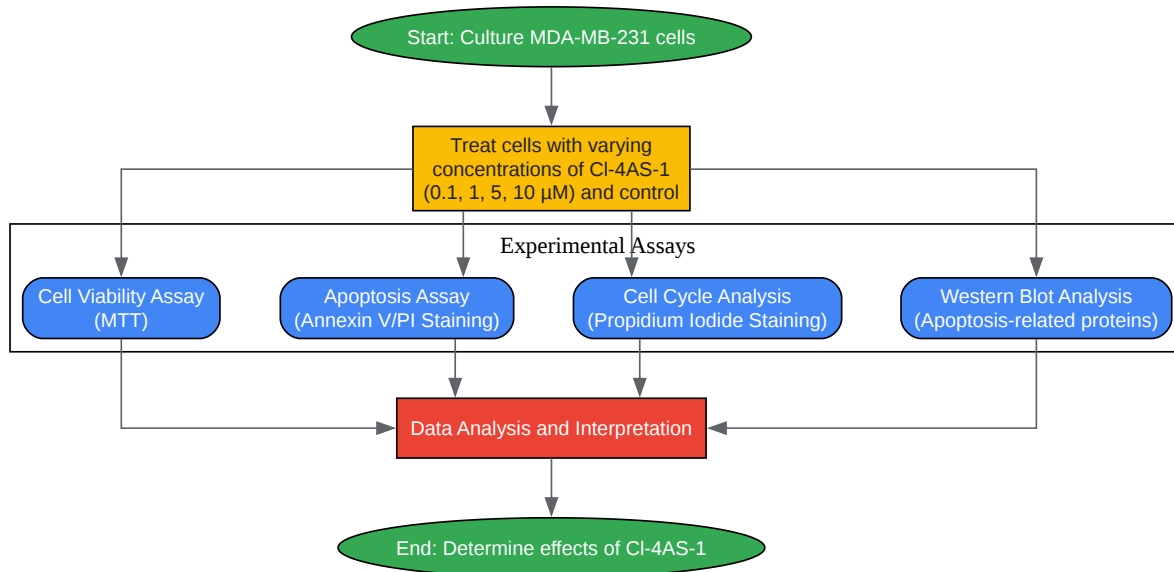 Start: Culture MDA-MB-231 cells
Treat cells with varying
concentrations of Cl-4AS-1
(0.1, 1, 5, 10 µM) and control
Experimental Assays
Cell Viability Assay
(MTT)
Apoptosis Assay
(Annexin V/PI Staining)
Cell Cycle Analysis
(Propidium Iodide Staining)
Western Blot Analysis
(Apoptosis-related proteins)
Data Analysis and Interpretation
End: Determine effects of Cl-4AS-1